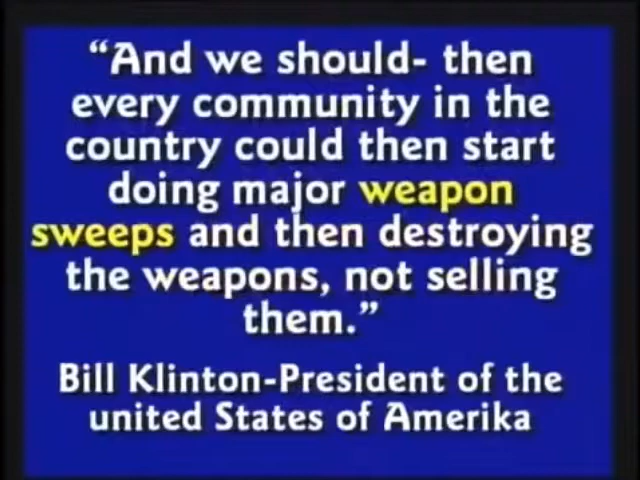 “And we should- then
every community in the
country could then start
doing major weapon
sweeps and then destroying
the weapons, not selling
them.”
Bill Klinton-President of the
united States of Amerika